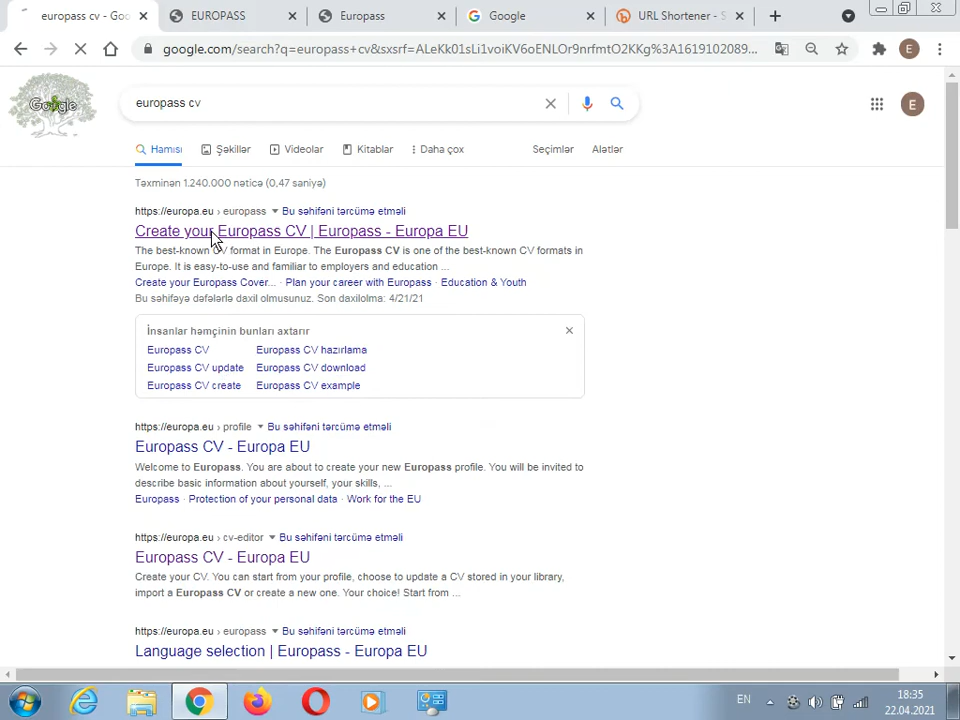 europass cv - Goo
EUROPASS
Europass
Google
URL Shortener - S
google.com/search?q=europass+cv&sxsrf=ALeKk01sLi1voiKV6oENLOr9nrfmtO2KKg%3A1619102089...
E
Google
europass cv
E
Hamısı
Şəkillər
Videolar
Kitablar
Daha çox
Seçimlər
Alətlər
Təxminən 1.240.000 nəticə (0,47 saniyə)
https://europa.eu › europass Bu səhifəni tərcümə etməli
Create your Europass CV | Europass - Europa EU
The best-known CV format in Europe. The Europass CV is one of the best-known CV formats in
Europe. It is easy-to-use and familiar to employers and education ...
Create your Europass Cover... · Plan your career with Europass · Education & Youth
Bu səhifəyə dəfələrlə daxil olmusunuz. Son daxilolma: 4/21/21
İnsanlar həmçinin bunları axtarır
Europass CV Europass CV hazırlama
Europass CV update Europass CV download
Europass CV create Europass CV example
https://europa.eu › profile Bu səhifəni tərcümə etməli
Europass CV - Europa EU
Welcome to Europass. You are about to create your new Europass profile. You will be invited to
describe basic information about yourself, your skills, ...
Europass · Protection of your personal data · Work for the EU
https://europa.eu › cv-editor Bu səhifəni tərcümə etməli
Europass CV - Europa EU
Create your CV. You can start from your profile, choose to update a CV stored in your library,
import a Europass CV or create a new one. Your choice! Start from ...
https://europa.eu › europass Bu səhifəni tərcümə etməli
Language selection | Europass - Europa EU
EN
18:35
22.04.2021